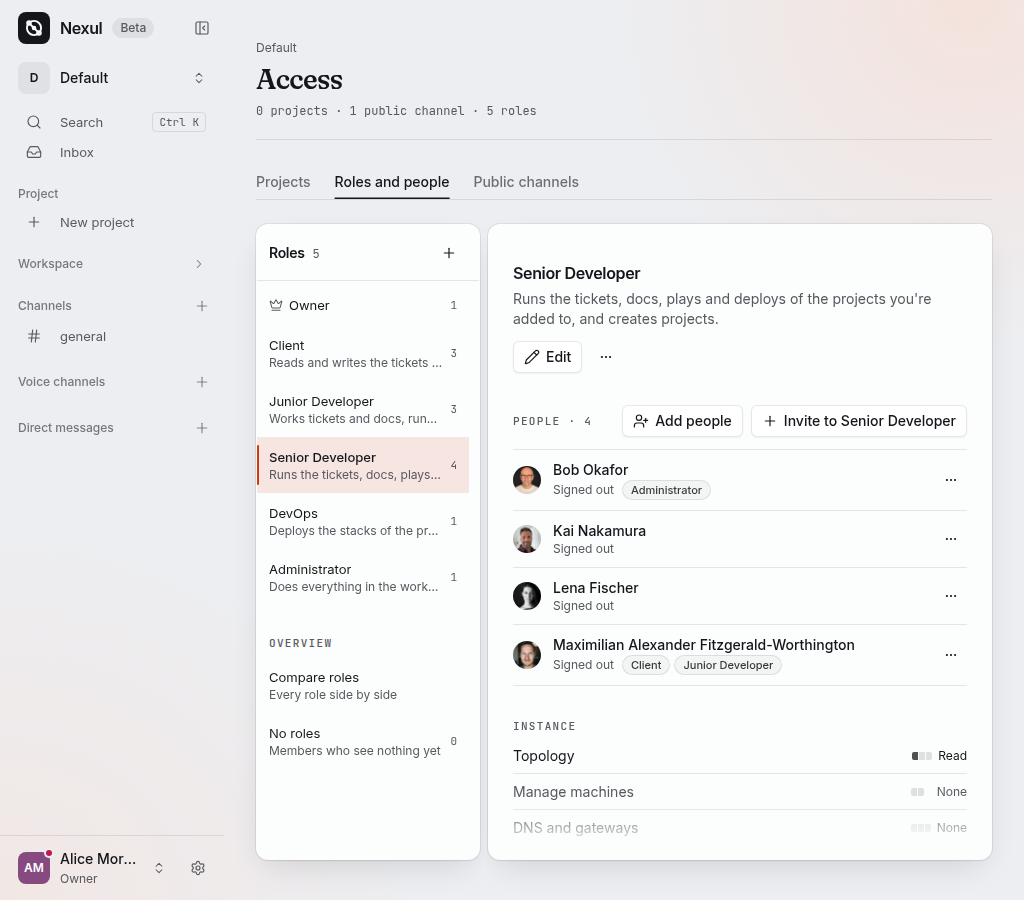 Nexul Beta
D Default
Search Ctrl K
Inbox
Project
New project
Workspace
Channels
general
Voice channels
Direct messages
AM Alice Mor...
Owner
Default
Access
0 projects · 1 public channel · 5 roles
Projects Roles and people Public channels
Roles 5
Owner 1
Client 3
Reads and writes the tickets ...
Junior Developer 3
Works tickets and docs, run...
Senior Developer 4
Runs the tickets, docs, plays...
DevOps 1
Deploys the stacks of the pr...
Administrator 1
Does everything in the work...
OVERVIEW
Compare roles
Every role side by side
No roles 0
Members who see nothing yet
Senior Developer
Runs the tickets, docs, plays and deploys of the projects you're
added to, and creates projects.
Edit ...
PEOPLE · 4 Add people Invite to Senior Developer
Bob Okafor
Signed out Administrator
Kai Nakamura
Signed out
Lena Fischer
Signed out
Maximilian Alexander Fitzgerald-Worthington
Signed out Client Junior Developer
INSTANCE
Topology Read
Manage machines None
DNS and gateways None